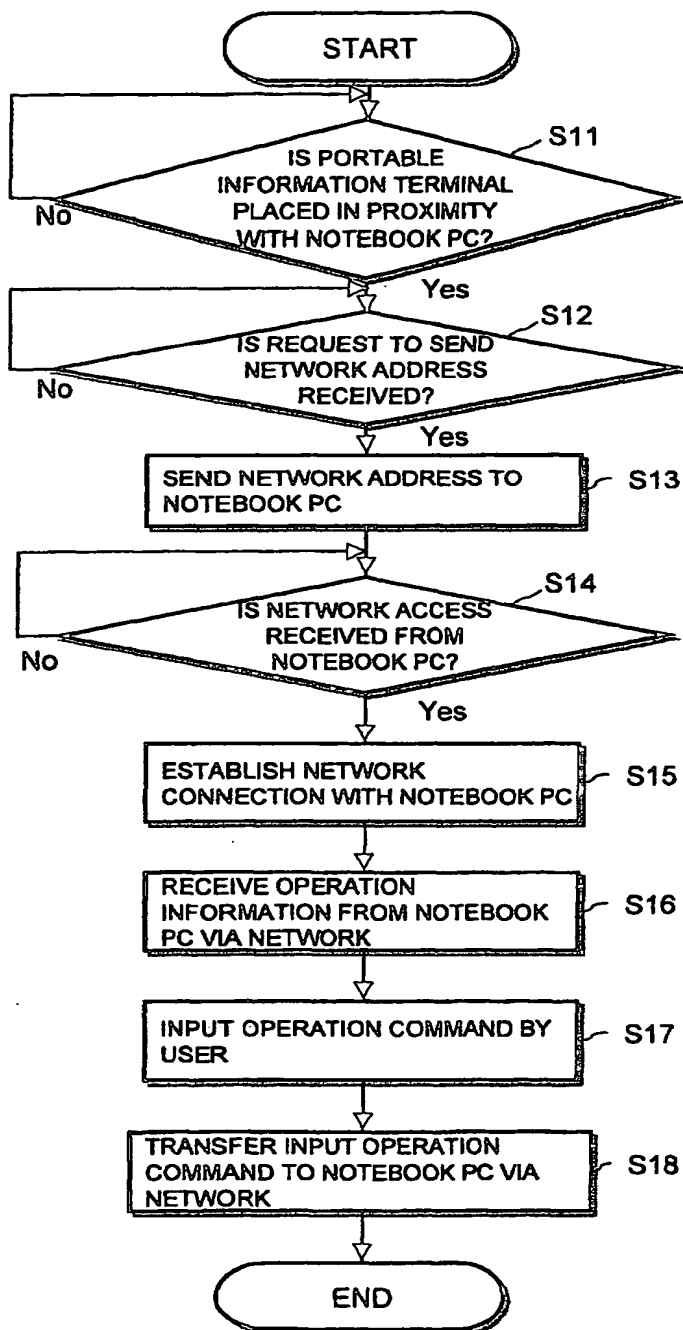 START
S11
IS PORTABLE
INFORMATION TERMINAL
PLACED IN PROXIMITY
WITH NOTEBOOK PC?
No
Yes
S12
IS REQUEST TO SEND
NETWORK ADDRESS
RECEIVED?
No
Yes
SEND NETWORK ADDRESS TO
NOTEBOOK PC
S13
S14
IS NETWORK ACCESS
RECEIVED FROM
NOTEBOOK PC?
No
Yes
ESTABLISH NETWORK
CONNECTION WITH NOTEBOOK PC
S15
RECEIVE OPERATION
INFORMATION FROM NOTEBOOK
PC VIA NETWORK
S16
INPUT OPERATION COMMAND BY
USER
S17
TRANSFER INPUT OPERATION
COMMAND TO NOTEBOOK PC VIA
NETWORK
S18
END